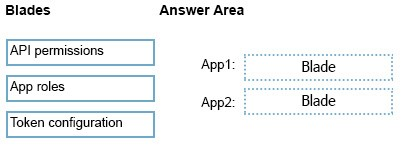 Blades
Answer Area
API permissions
App roles
Token configuration
App1:
Blade
App2:
Blade